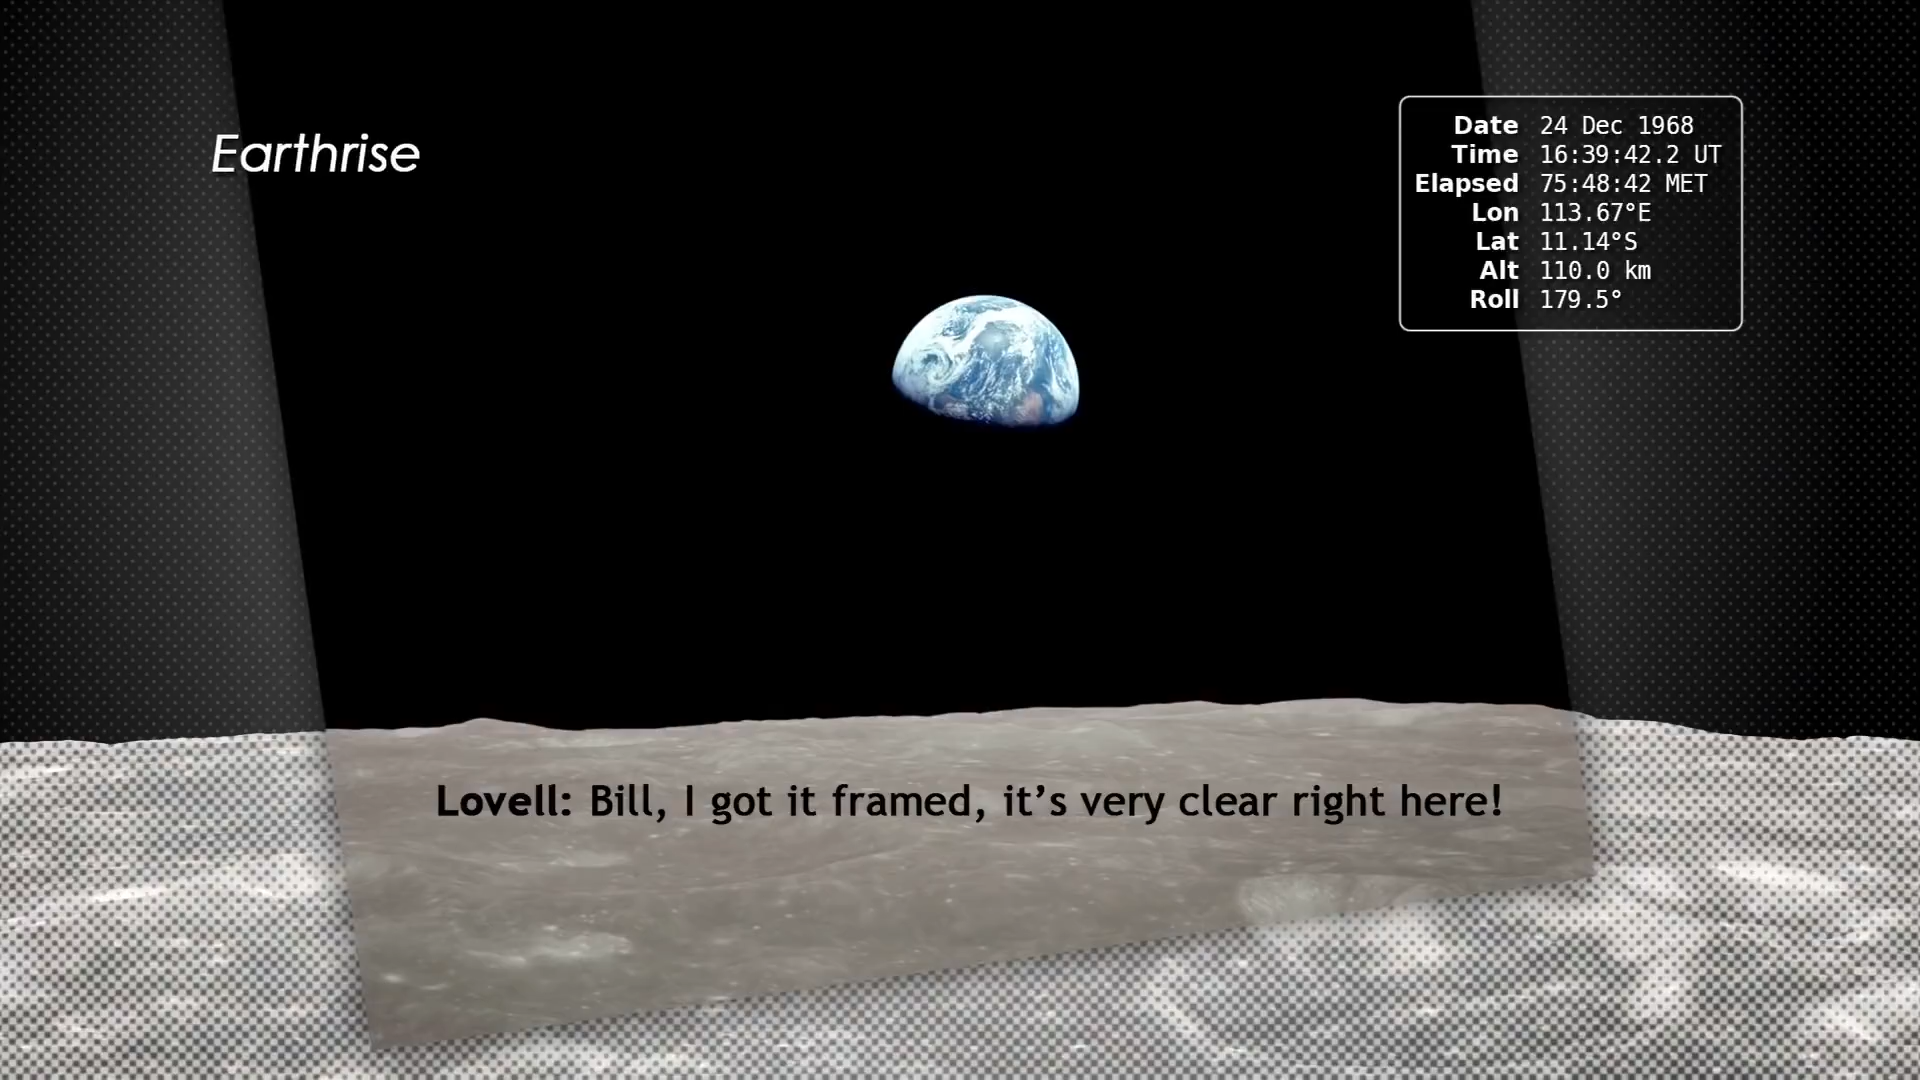 Earthrise
Date 24 Dec 1968
Time 16:39:42.2 UT
Elapsed 75:48:42 MET
Lon 113.67°E
Lat 11.14°S
Alt 110.0 km
Roll 179.5°
Lovell: Bill, I got it framed, it’s very clear right here!